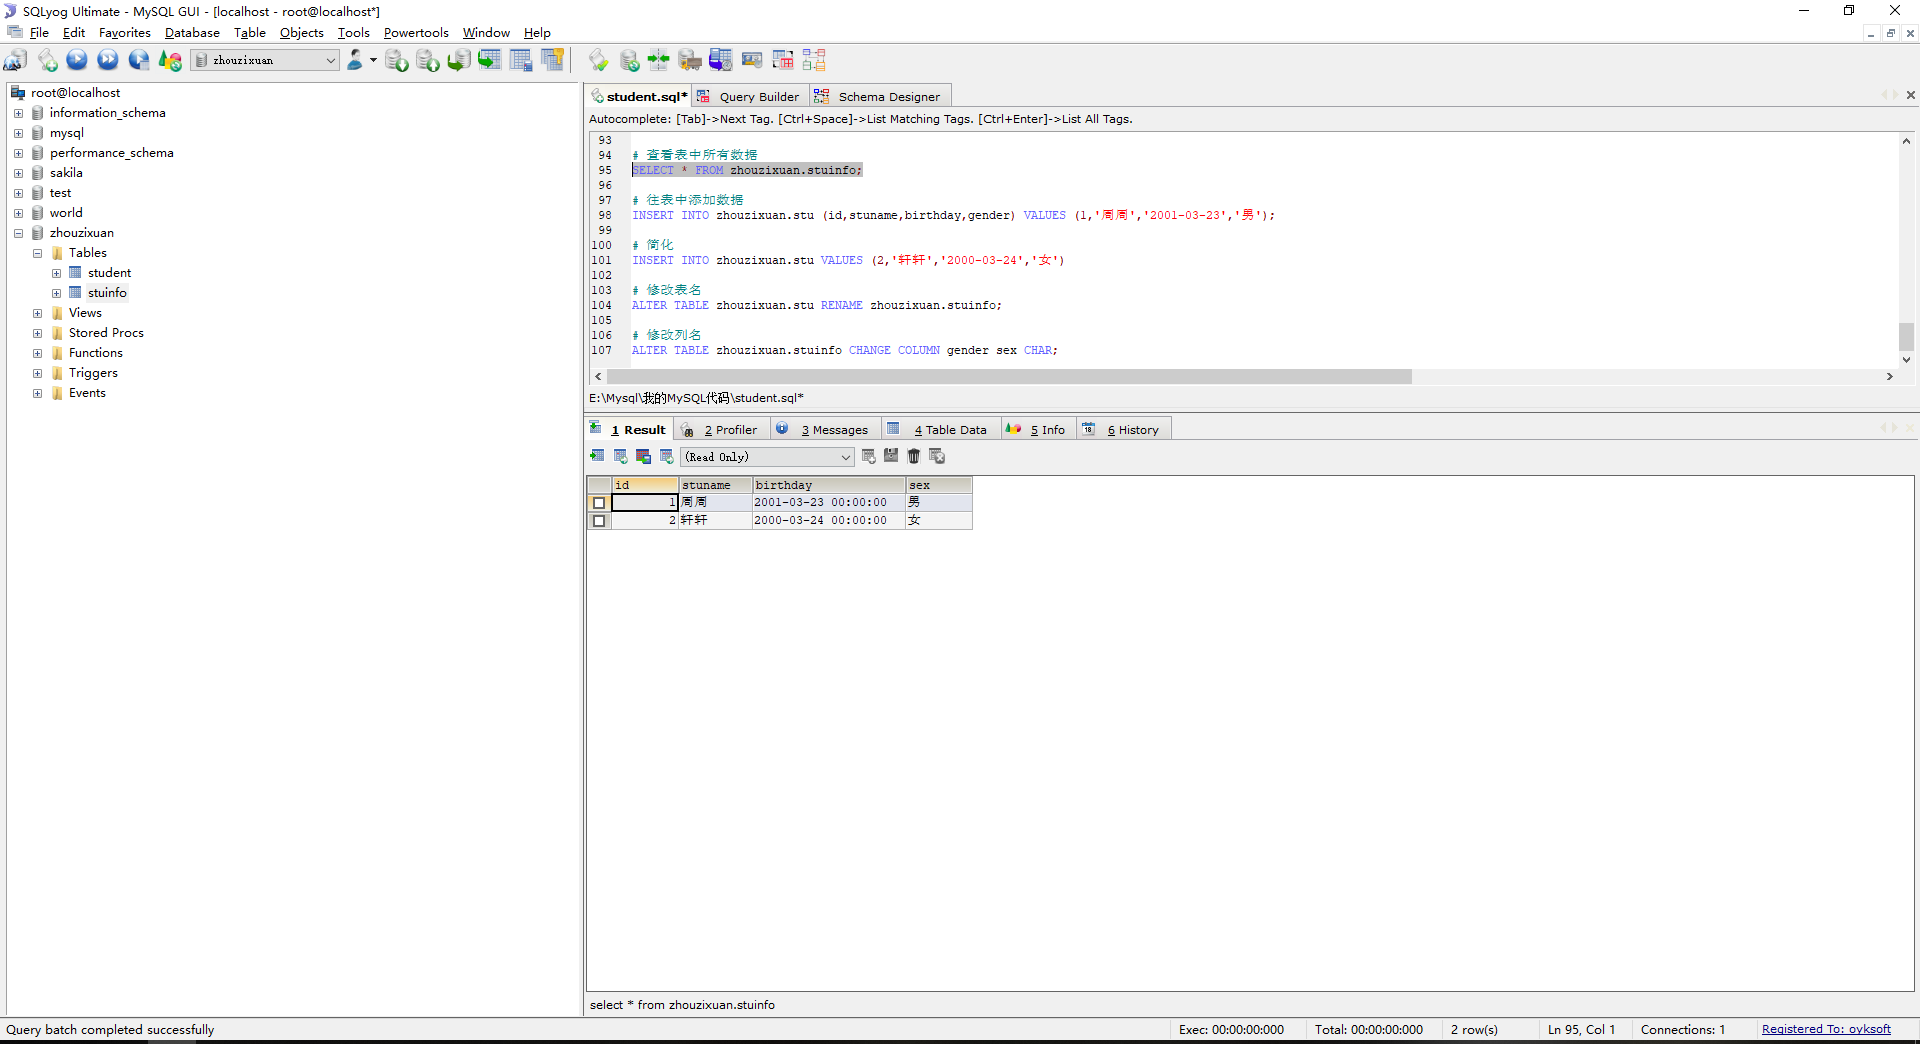 SQLyog Ultimate - MySQL GUI - [localhost - root@localhost*]
File Edit Favorites Database Table Objects Tools Powertools Window Help
zhouzixuan
root@localhost
information_schema
mysql
performance_schema
sakila
test
world
zhouzixuan
Tables
student
stuinfo
Views
Stored Procs
Functions
Triggers
Events
student.sql* Query Builder Schema Designer
Autocomplete: [Tab]->Next Tag. [Ctrl+Space]->List Matching Tags. [Ctrl+Enter]->List All Tags.
93
94 # 查看表中所有数据
95 SELECT * FROM zhouzixuan.stuinfo;
96
97 # 往表中添加数据
98 INSERT INTO zhouzixuan.stu (id,stuname,birthday,gender) VALUES (1,'周周','2001-03-23','男');
99
100 # 简化
101 INSERT INTO zhouzixuan.stu VALUES (2,'轩轩','2000-03-24','女')
102
103 # 修改表名
104 ALTER TABLE zhouzixuan.stu RENAME zhouzixuan.stuinfo;
105
106 # 修改列名
107 ALTER TABLE zhouzixuan.stuinfo CHANGE COLUMN gender sex CHAR;
E:\Mysql\我的MySQL代码\student.sql*
1 Result 2 Profiler 3 Messages 4 Table Data 5 Info 18 6 History
(Read Only)
id stuname birthday sex
1 周周 2001-03-23 00:00:00 男
2 轩轩 2000-03-24 00:00:00 女
select * from zhouzixuan.stuinfo
Query batch completed successfully Exec: 00:00:00:000 Total: 00:00:00:000 2 row(s) Ln 95, Col 1 Connections: 1 Registered To: ovksoft